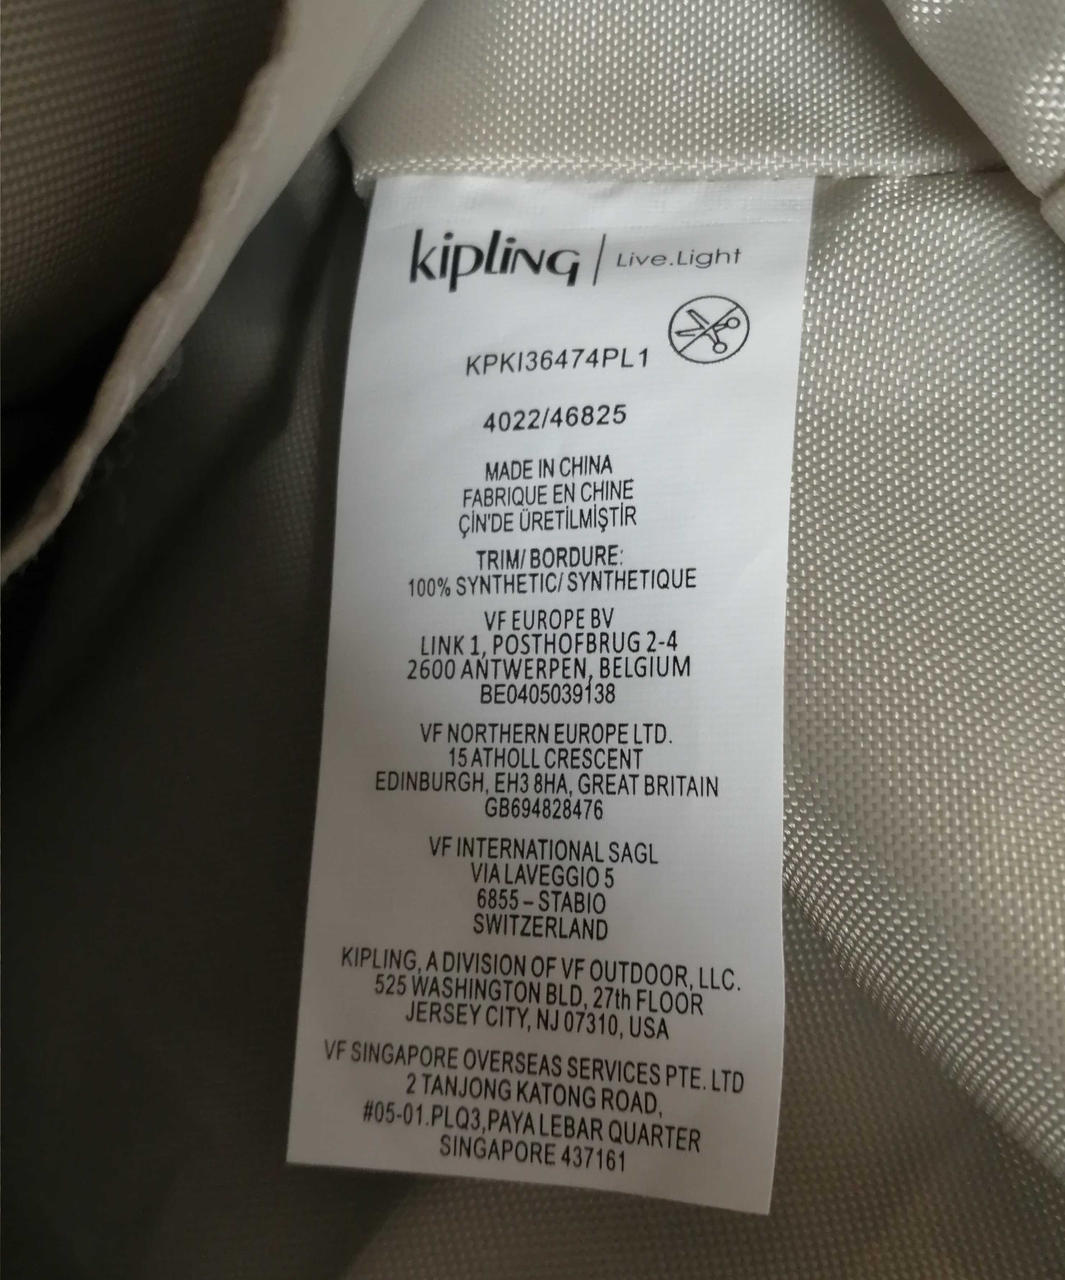 kipling | Live.Light
KPKI36474PL1
4022/46825
MADE IN CHINA
FABRIQUE EN CHINE
ÇİN'DE ÜRETİLMİŞTİR
TRIM/ BORDURE:
100% SYNTHETIC/ SYNTHETIQUE
VF EUROPE BV
LINK 1, POSTHOFBRUG 2-4
2600 ANTWERPEN, BELGIUM
BE0405039138
VF NORTHERN EUROPE LTD.
15 ATHOLL CRESCENT
EDINBURGH, EH3 8HA, GREAT BRITAIN
GB694828476
VF INTERNATIONAL SAGL
VIA LAVEGGIO 5
6855 – STABIO
SWITZERLAND
KIPLING, A DIVISION OF VF OUTDOOR, LLC.
525 WASHINGTON BLD, 27th FLOOR
JERSEY CITY, NJ 07310, USA
VF SINGAPORE OVERSEAS SERVICES PTE. LTD
2 TANJONG KATONG ROAD,
#05-01.PLQ3,PAYA LEBAR QUARTER
SINGAPORE 437161